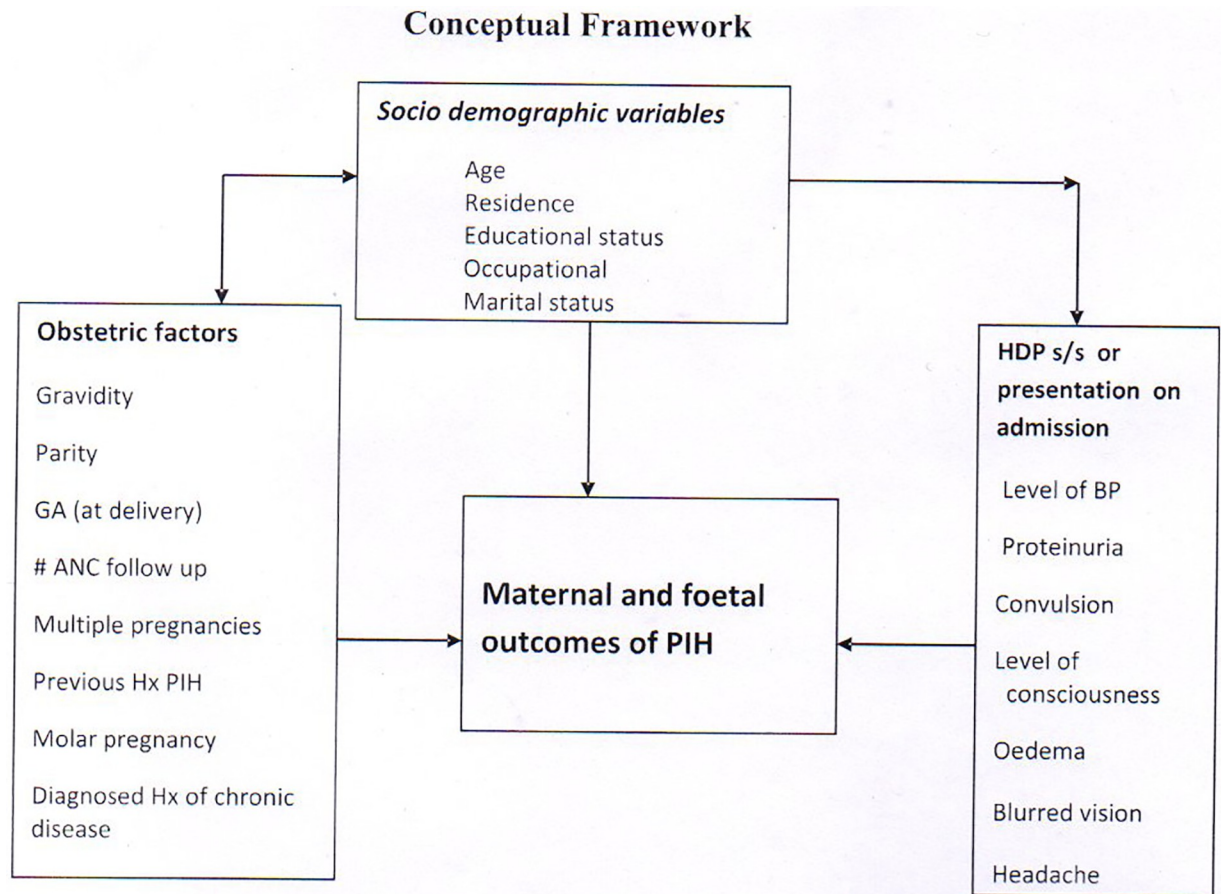 Conceptual Framework
Socio demographic variables
Age
Residence
Educational status
Occupational
Marital status
Obstetric factors
Gravidity
Parity
GA (at delivery)
# ANC follow up
Multiple pregnancies
Previous Hx PIH
Molar pregnancy
Diagnosed Hx of chronic
disease
Maternal and foetal
outcomes of PIH
HDP s/s or
presentation on
admission
Level of BP
Proteinuria
Convulsion
Level of
consciousness
Oedema
Blurred vision
Headache